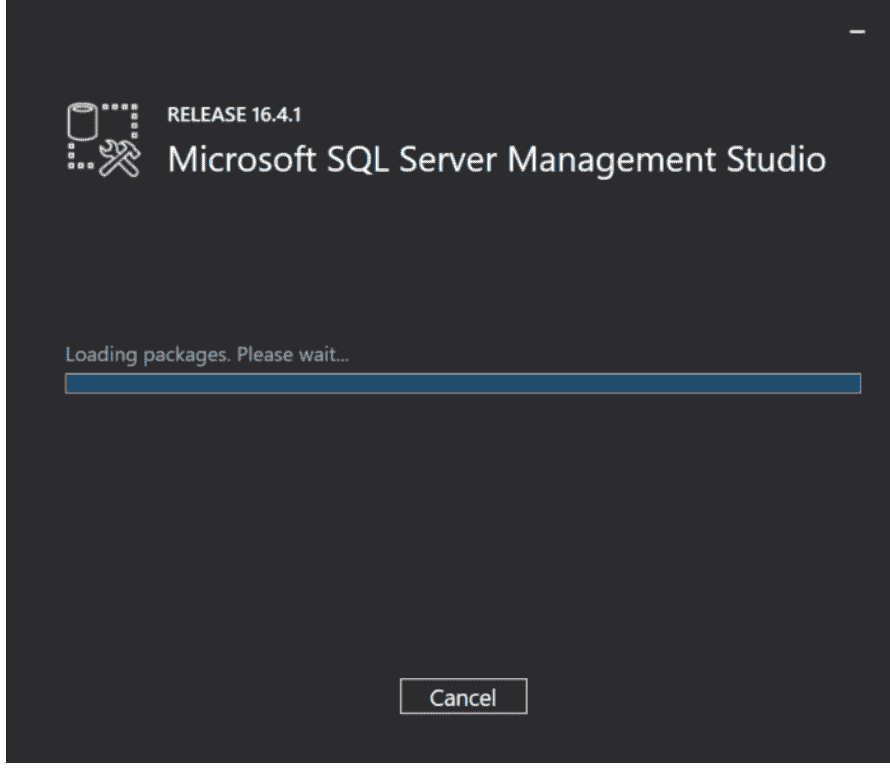 RELEASE 16.4.1
Microsoft SQL Server Management Studio
Loading packages. Please wait...
Cancel